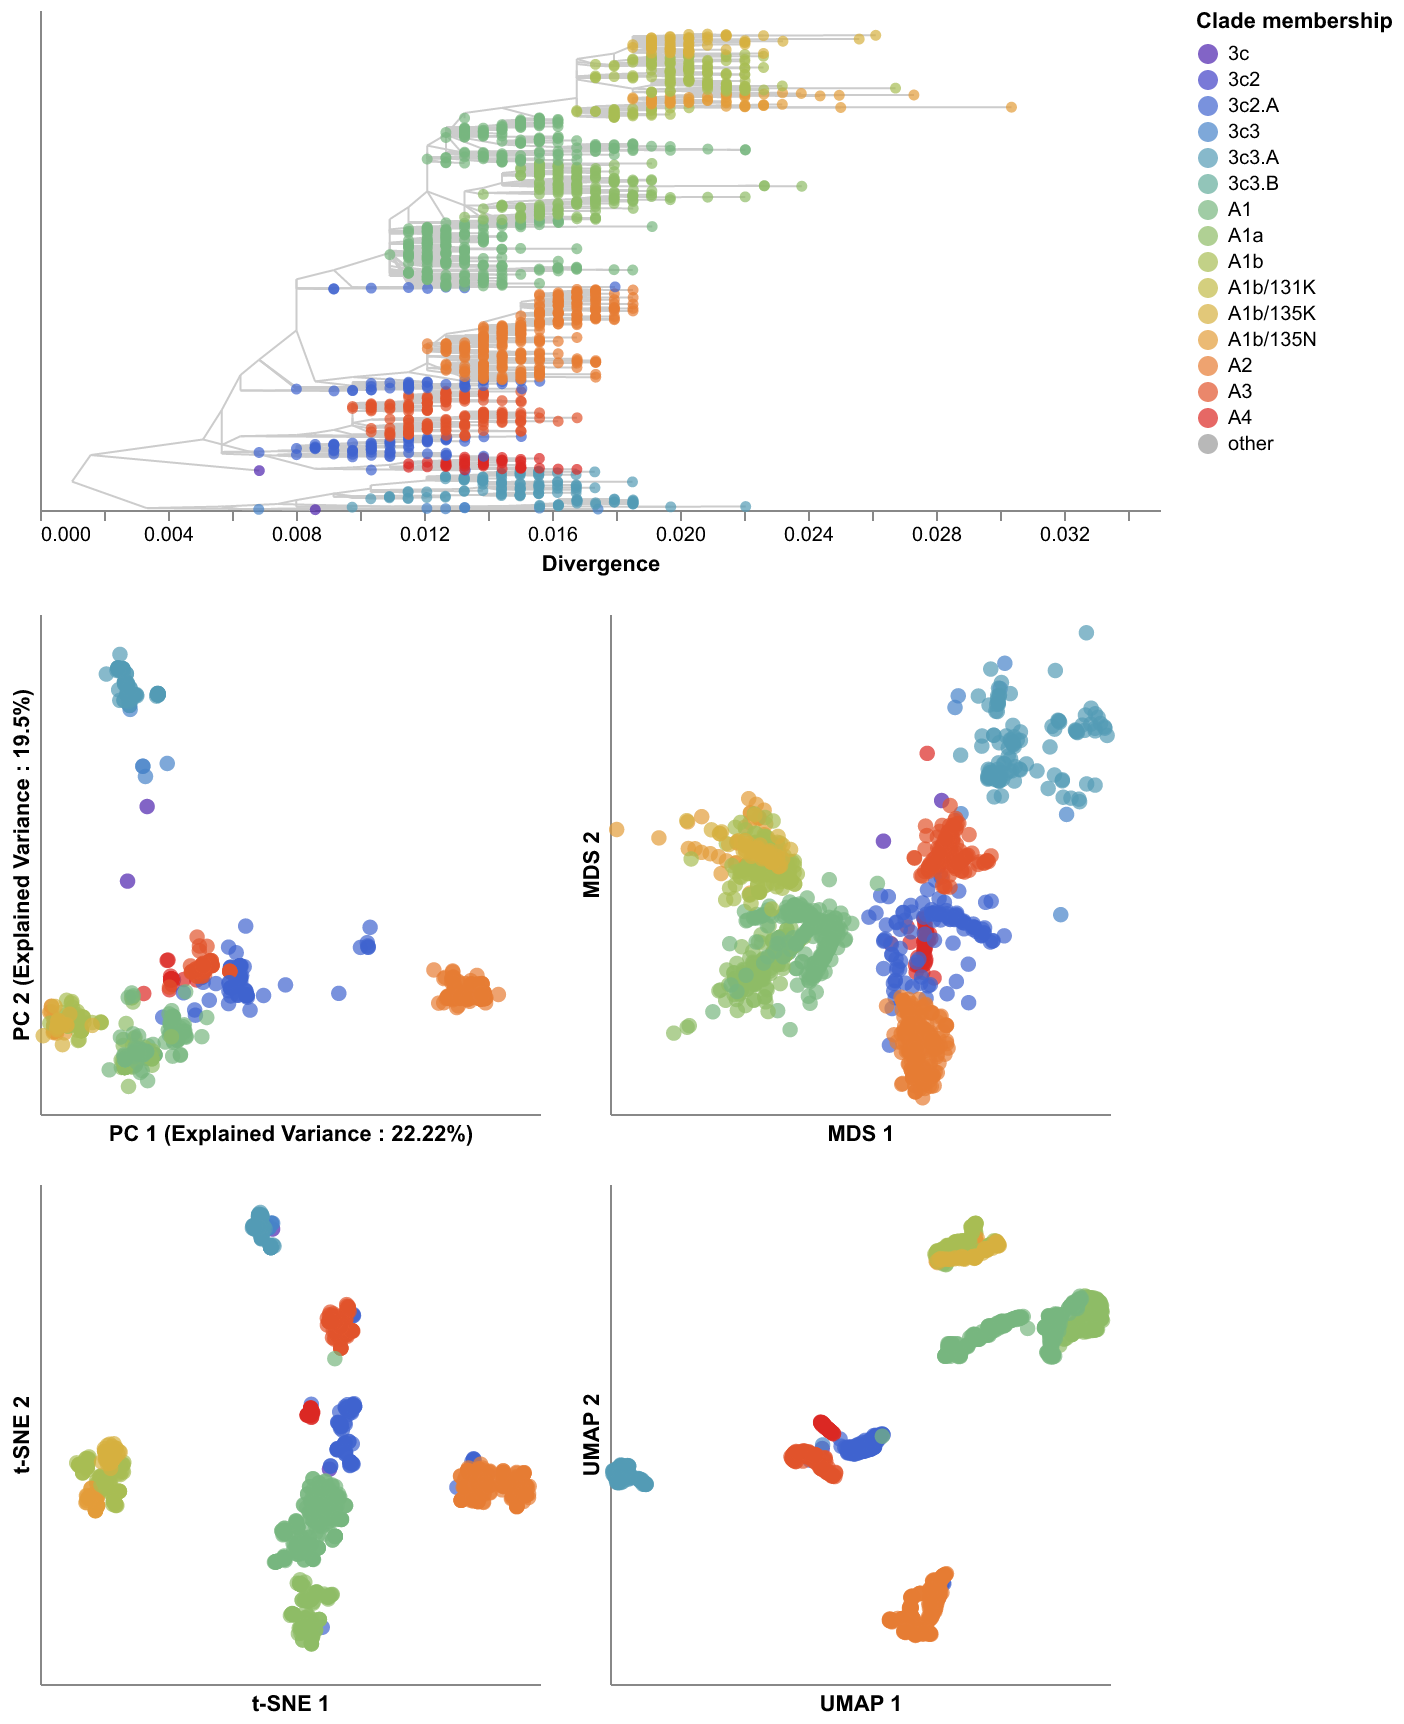 Clade membership
3c
3c2
3c2.A
3c3
3c3.A
3c3.B
A1
A1a
A1b
A1b/131K
A1b/135K
A1b/135N
A2
A3
A4
other
0.000 0.004 0.008 0.012 0.016 0.020 0.024 0.028 0.032
Divergence
PC 2 (Explained Variance : 19.5%)
PC 1 (Explained Variance : 22.22%)
MDS 2
MDS 1
t-SNE 2
t-SNE 1
UMAP 2
UMAP 1